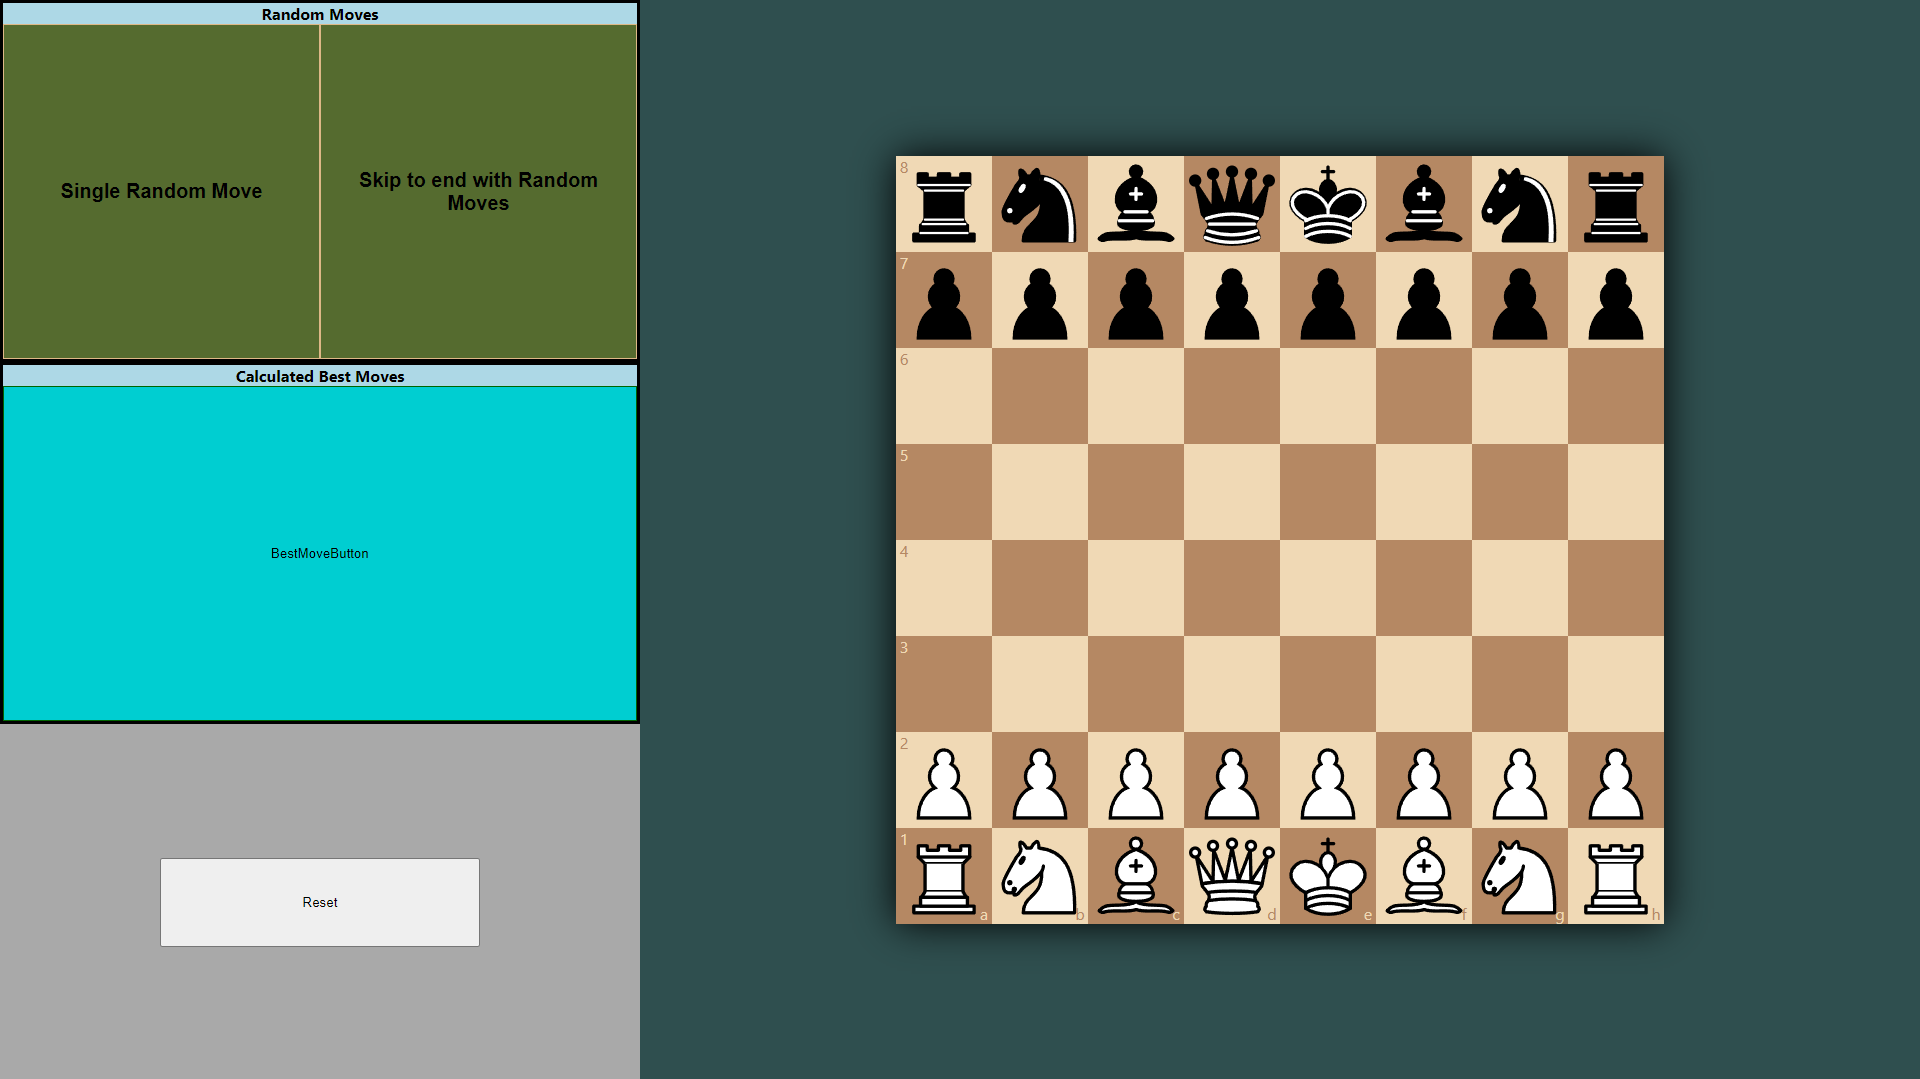 Random Moves
Single Random Move
Skip to end with Random
Moves
Calculated Best Moves
BestMoveButton
Reset
8
7
6
5
4
3
2
1
a b c d e f g h